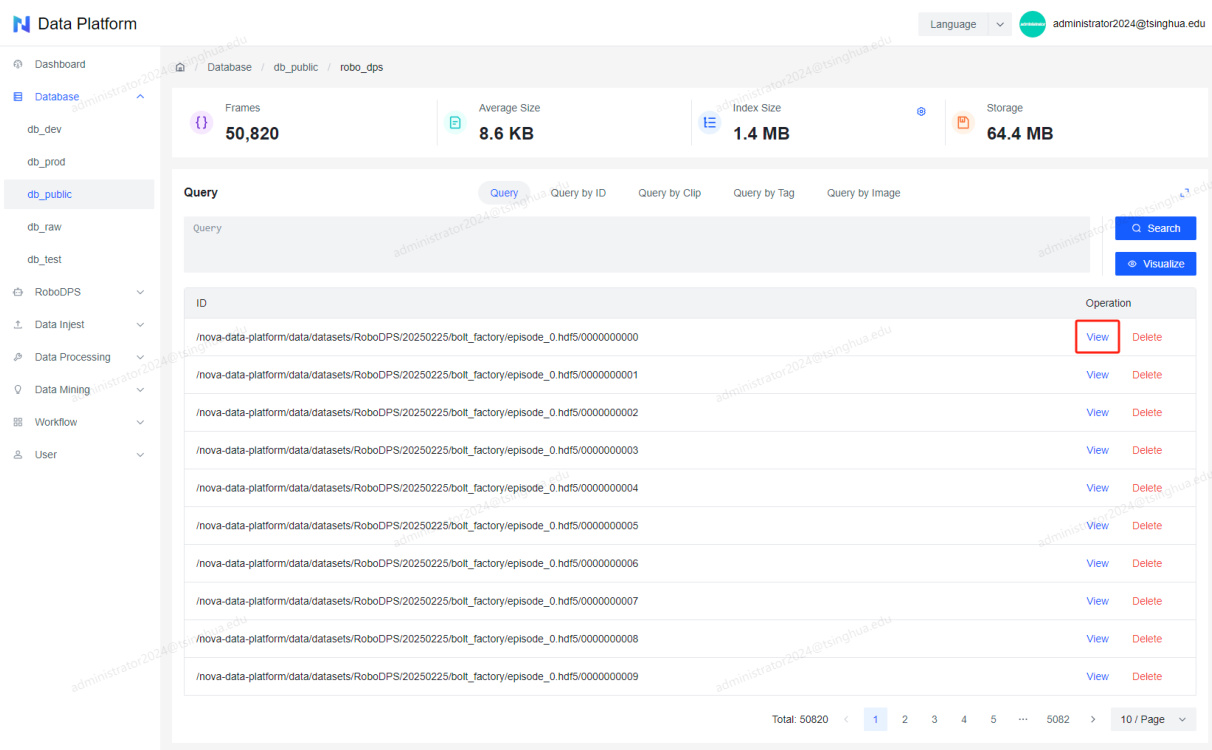 Data Platform
Language
administrator2024@tsinghua.edu
Dashboard
Database
db_dev
db_prod
db_public
db_raw
db_test
RoboDPS
Data Injest
Data Processing
Data Mining
Workflow
User
/ Database / db_public / robo_dps
Frames
50,820
Average Size
8.6 KB
Index Size
1.4 MB
Storage
64.4 MB
Query
Query Query by ID Query by Clip Query by Tag Query by Image
Query
Search
Visualize
ID Operation
/nova-data-platform/data/datasets/RoboDPS/20250225/bolt_factory/episode_0.hdf5/0000000000 View Delete
/nova-data-platform/data/datasets/RoboDPS/20250225/bolt_factory/episode_0.hdf5/0000000001 View Delete
/nova-data-platform/data/datasets/RoboDPS/20250225/bolt_factory/episode_0.hdf5/0000000002 View Delete
/nova-data-platform/data/datasets/RoboDPS/20250225/bolt_factory/episode_0.hdf5/0000000003 View Delete
/nova-data-platform/data/datasets/RoboDPS/20250225/bolt_factory/episode_0.hdf5/0000000004 View Delete
/nova-data-platform/data/datasets/RoboDPS/20250225/bolt_factory/episode_0.hdf5/0000000005 View Delete
/nova-data-platform/data/datasets/RoboDPS/20250225/bolt_factory/episode_0.hdf5/0000000006 View Delete
/nova-data-platform/data/datasets/RoboDPS/20250225/bolt_factory/episode_0.hdf5/0000000007 View Delete
/nova-data-platform/data/datasets/RoboDPS/20250225/bolt_factory/episode_0.hdf5/0000000008 View Delete
/nova-data-platform/data/datasets/RoboDPS/20250225/bolt_factory/episode_0.hdf5/0000000009 View Delete
Total: 50820 1 2 3 4 5 ··· 5082 10 / Page